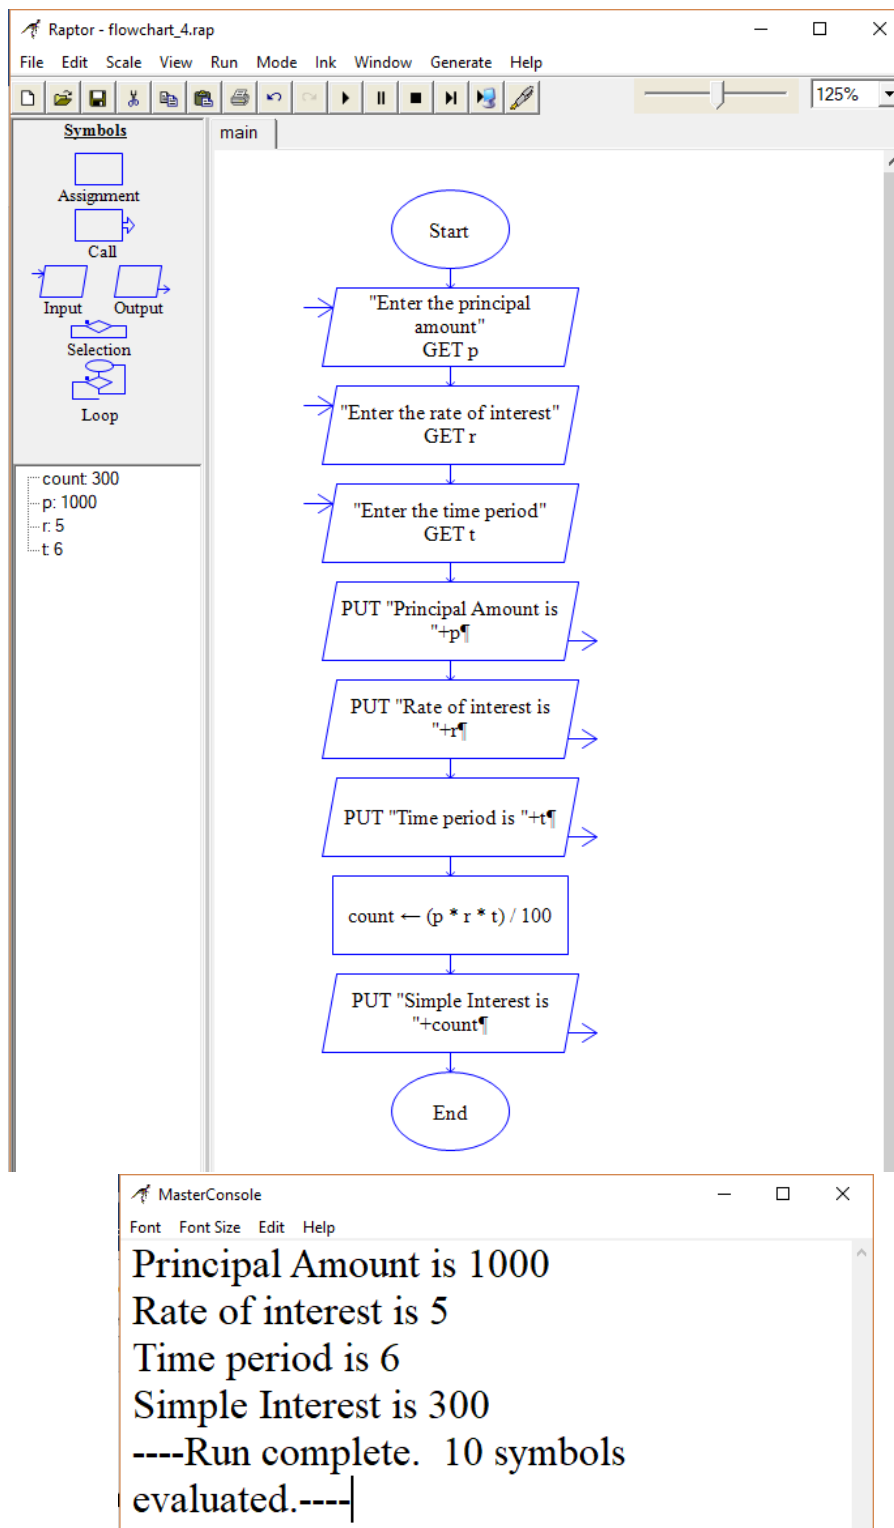 Raptor - flowchart_4.rap
File Edit Scale View Run Mode Ink Window Generate Help
125%
Symbols
Assignment
Call
Input Output
Selection
Loop
count: 300
p: 1000
r: 5
t: 6
main
Start
"Enter the principal
amount"
GET p
"Enter the rate of interest"
GET r
"Enter the time period"
GET t
PUT "Principal Amount is
"+p¶
PUT "Rate of interest is
"+r¶
PUT "Time period is "+t¶
count ← (p * r * t) / 100
PUT "Simple Interest is
"+count¶
End
MasterConsole
Font Font Size Edit Help
Principal Amount is 1000
Rate of interest is 5
Time period is 6
Simple Interest is 300
----Run complete.  10 symbols
evaluated.----